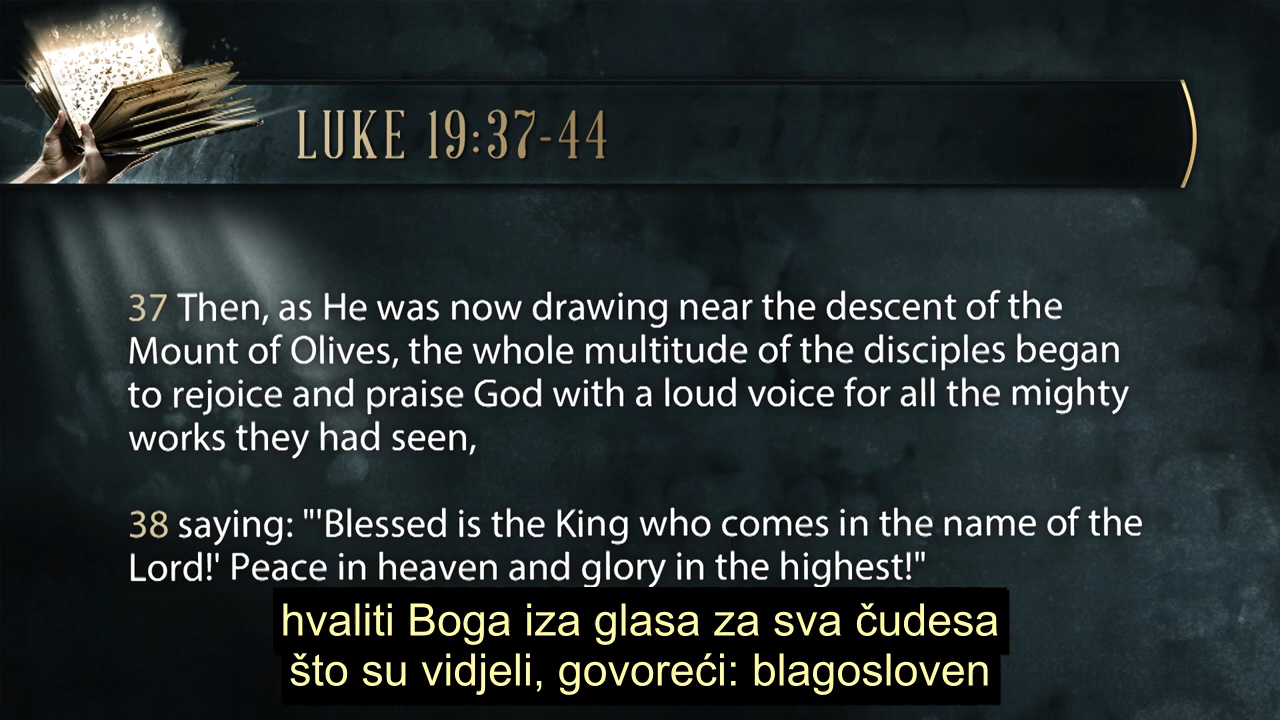 LUKE 19:37-44
37 Then, as He was now drawing near the descent of the
Mount of Olives, the whole multitude of the disciples began
to rejoice and praise God with a loud voice for all the mighty
works they had seen,
38 saying: "'Blessed is the King who comes in the name of the
Lord!' Peace in heaven and glory in the highest!"
hvaliti Boga iza glasa za sva čudesa
što su vidjeli, govoreći: blagosloven